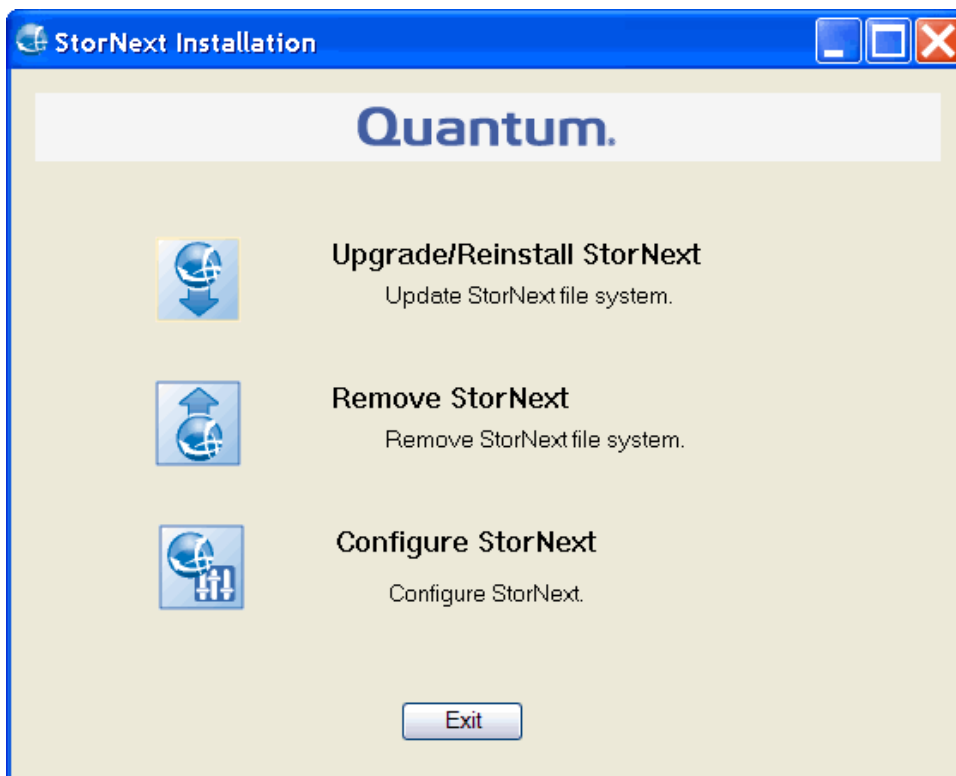 StorNext Installation
Quantum.
Upgrade/Reinstall StorNext
Update StorNext file system.
Remove StorNext
Remove StorNext file system.
Configure StorNext
Configure StorNext.
Exit